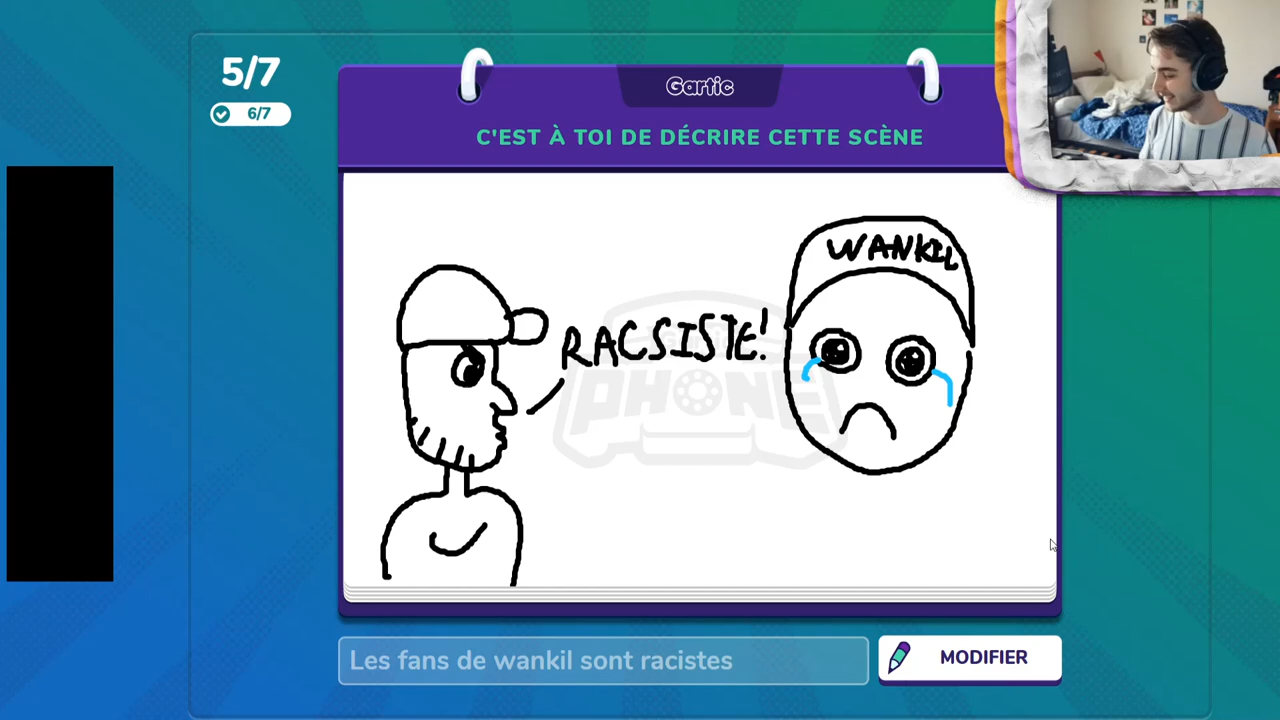 5/7
6/7
Gartic
C'EST À TOI DE DÉCRIRE CETTE SCÈNE
WANKIL
RACSISTE!
PHONE
Les fans de wankil sont racistes
MODIFIER